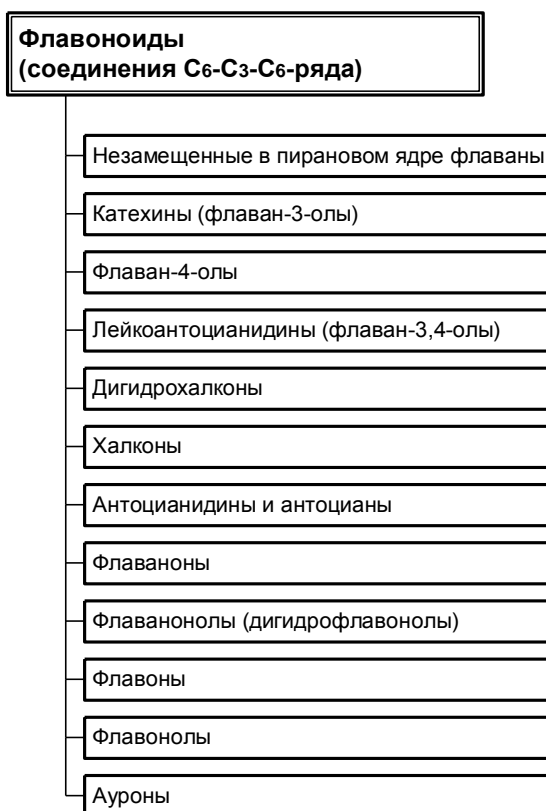 Флавоноиды
(соединения C6-C3-C6-ряда)
Незамещенные в пирановом ядре флаваны
Катехины (флаван-3-олы)
Флаван-4-олы
Лейкоантоцианидины (флаван-3,4-олы)
Дигидрохалконы
Халконы
Антоцианидины и антоцианы
Флаваноны
Флаванонолы (дигидрофлавонолы)
Флавоны
Флавонолы
Ауроны